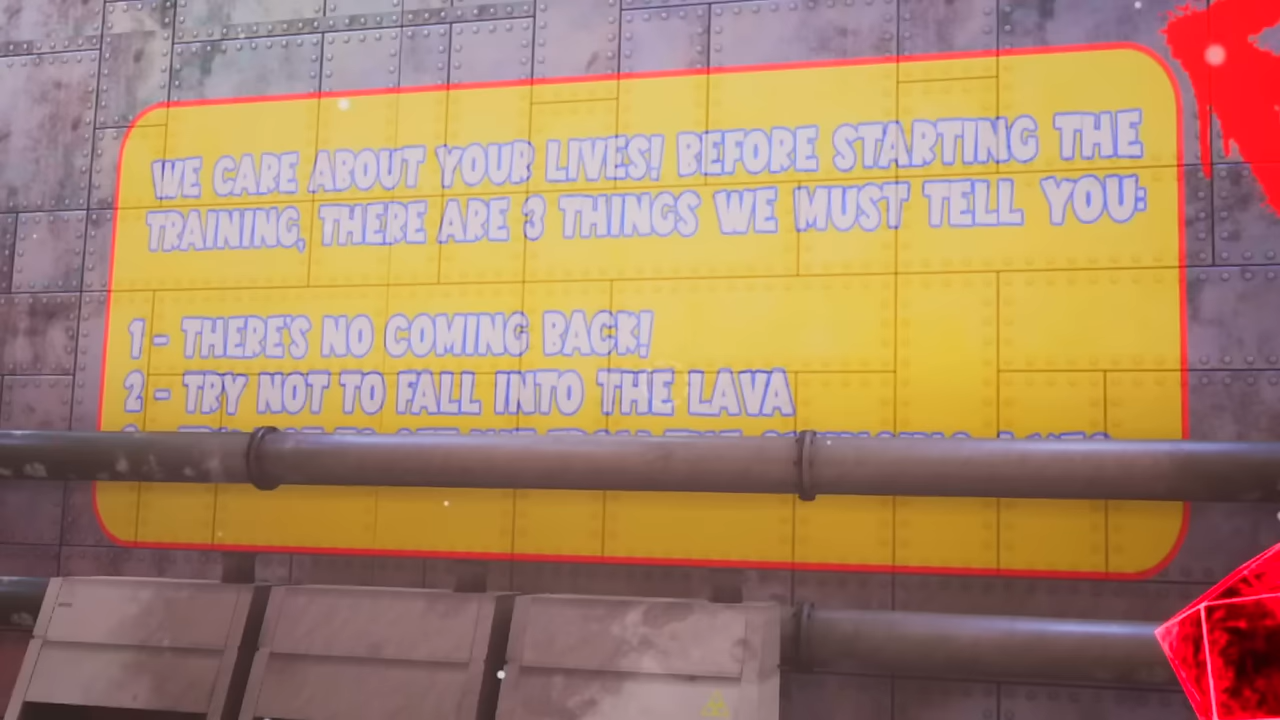 WE CARE ABOUT YOUR LIVES! BEFORE STARTING THE
TRAINING, THERE ARE 3 THINGS WE MUST TELL YOU:
1 - THERE'S NO COMING BACK!
2 - TRY NOT TO FALL INTO THE LAVA